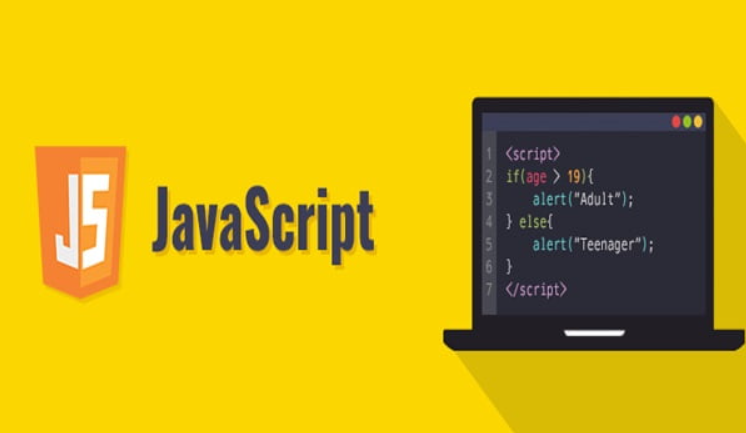 JS
JavaScript
1 <script>
2 if(age > 19){
3 alert("Adult");
4 } else{
5 alert("Teenager");
6 }
7 </script>